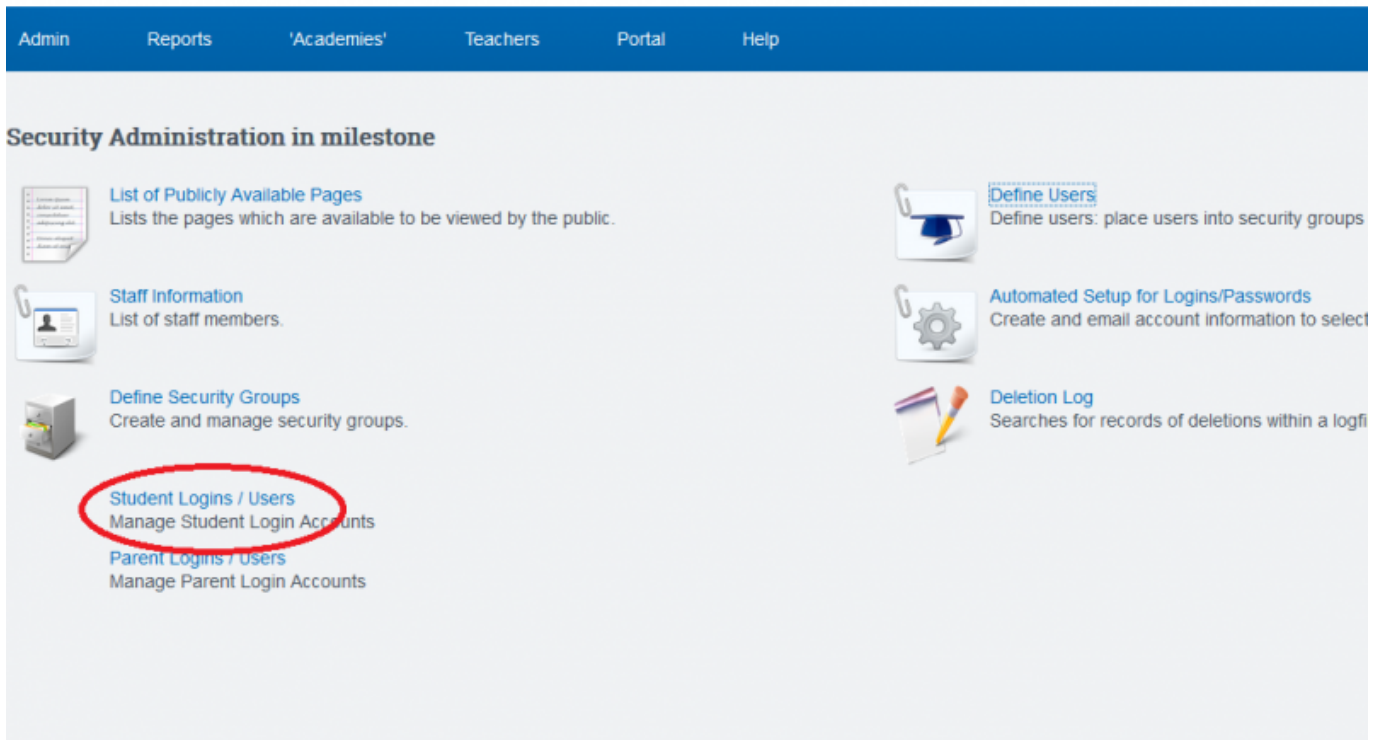 Admin Reports 'Academies' Teachers Portal Help
Security Administration in milestone
List of Publicly Available Pages
Lists the pages which are available to be viewed by the public.
Staff Information
List of staff members.
Define Security Groups
Create and manage security groups.
Student Logins / Users
Manage Student Login Accounts
Parent Logins / Users
Manage Parent Login Accounts
Define Users
Define users: place users into security groups
Automated Setup for Logins/Passwords
Create and email account information to select
Deletion Log
Searches for records of deletions within a logfi